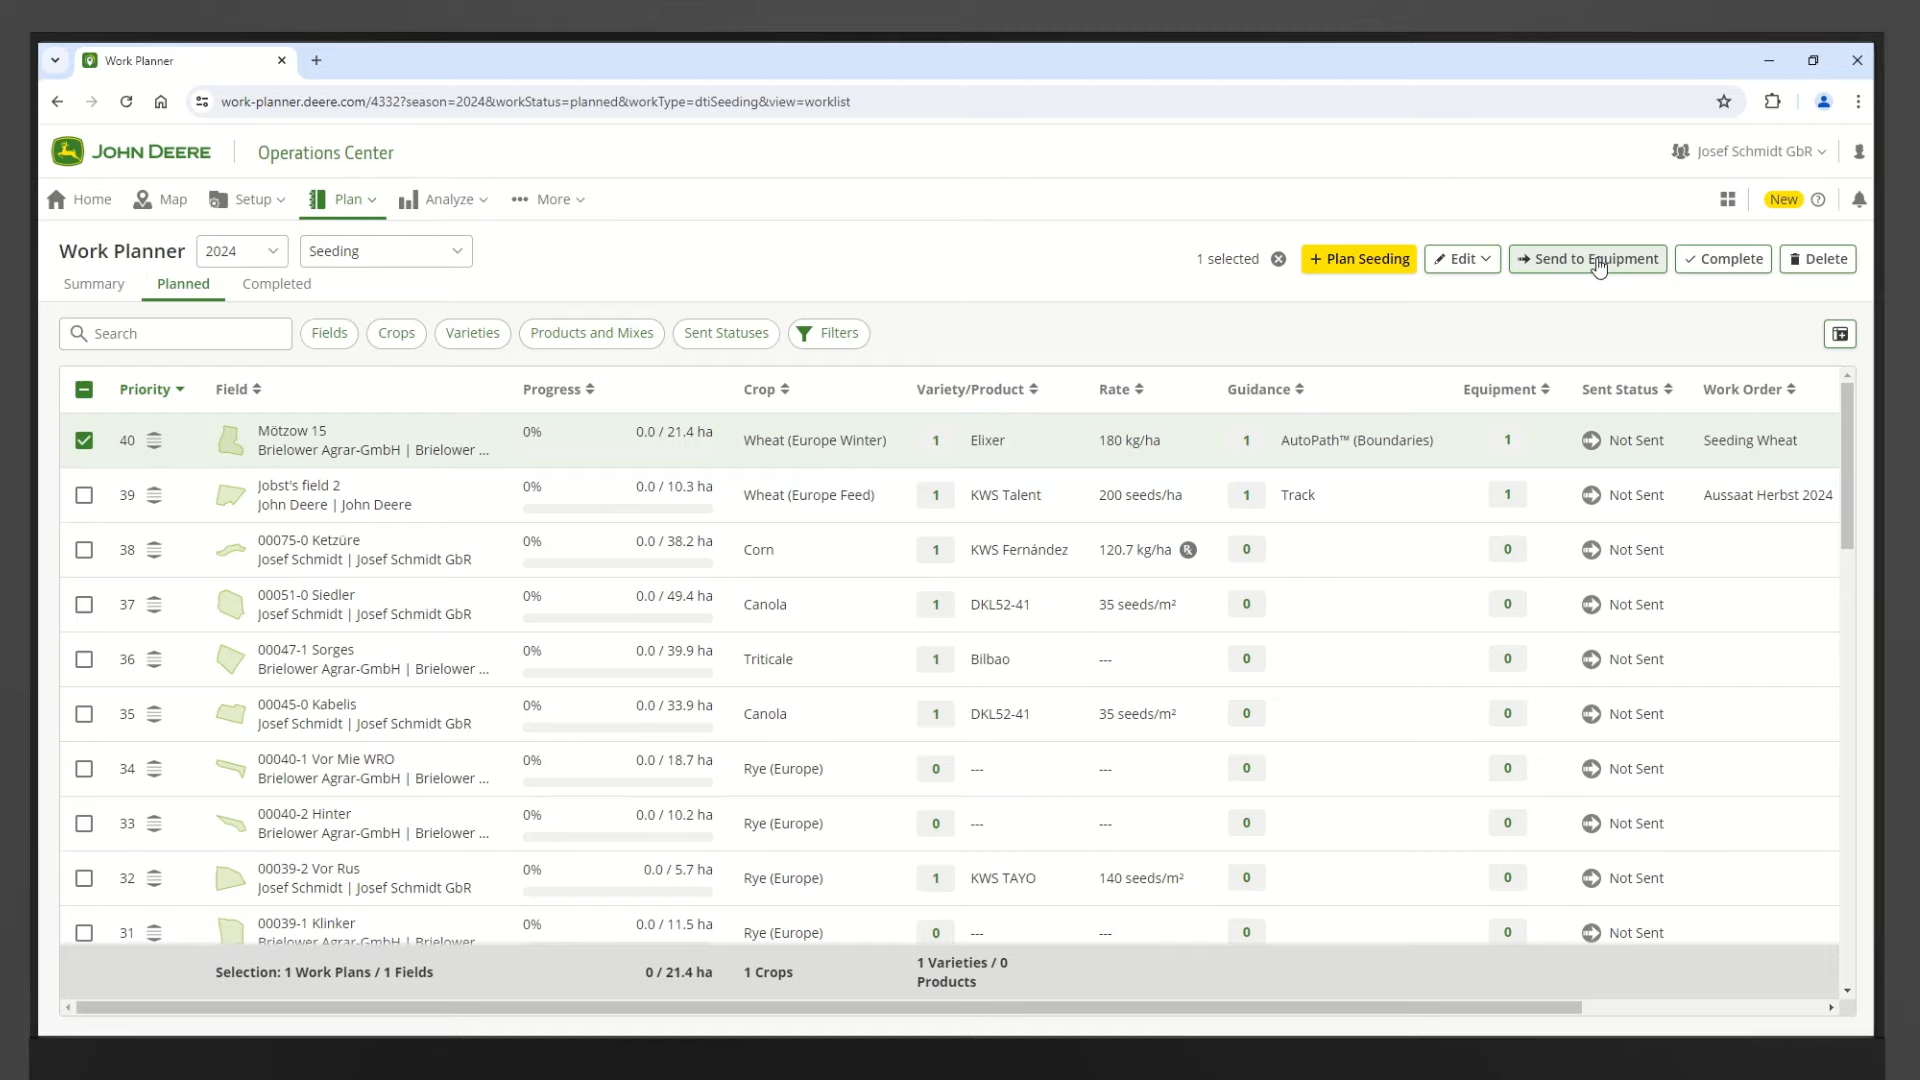 Work Planner
work-planner.deere.com/4332?season=2024&workStatus=planned&workType=dtiSeeding&view=worklist
JOHN DEERE
Operations Center
Josef Schmidt GbR
Home
Map
Setup
Plan
Analyze
More
New
Work Planner
2024
Seeding
1 selected
+ Plan Seeding
Edit
Send to Equipment
Complete
Delete
Summary
Planned
Completed
Search
Fields
Crops
Varieties
Products and Mixes
Sent Statuses
Filters
Priority Field Progress Crop Variety/Product Rate Guidance Equipment Sent Status Work Order
40 Mötzow 15 0% 0.0 / 21.4 ha Wheat (Europe Winter) 1 Elixer 180 kg/ha 1 AutoPath™ (Boundaries) 1 Not Sent Seeding Wheat
Brielower Agrar-GmbH | Brielower ...
39 Jobst's field 2 0% 0.0 / 10.3 ha Wheat (Europe Feed) 1 KWS Talent 200 seeds/ha 1 Track 1 Not Sent Aussaat Herbst 2024
John Deere | John Deere
38 00075-0 Ketzüre 0% 0.0 / 38.2 ha Corn 1 KWS Fernández 120.7 kg/ha 0 0 Not Sent
Josef Schmidt | Josef Schmidt GbR
37 00051-0 Siedler 0% 0.0 / 49.4 ha Canola 1 DKL52-41 35 seeds/m² 0 0 Not Sent
Josef Schmidt | Josef Schmidt GbR
36 00047-1 Sorges 0% 0.0 / 39.9 ha Triticale 1 Bilbao --- 0 0 Not Sent
Brielower Agrar-GmbH | Brielower ...
35 00045-0 Kabelis 0% 0.0 / 33.9 ha Canola 1 DKL52-41 35 seeds/m² 0 0 Not Sent
Josef Schmidt | Josef Schmidt GbR
34 00040-1 Vor Mie WRO 0% 0.0 / 18.7 ha Rye (Europe) 0 --- --- 0 0 Not Sent
Brielower Agrar-GmbH | Brielower ...
33 00040-2 Hinter 0% 0.0 / 10.2 ha Rye (Europe) 0 --- --- 0 0 Not Sent
Brielower Agrar-GmbH | Brielower ...
32 00039-2 Vor Rus 0% 0.0 / 5.7 ha Rye (Europe) 1 KWS TAYO 140 seeds/m² 0 0 Not Sent
Josef Schmidt | Josef Schmidt GbR
31 00039-1 Klinker 0% 0.0 / 11.5 ha Rye (Europe) 0 --- --- 0 0 Not Sent
Brielower Agrar-GmbH | Brielower
Selection: 1 Work Plans / 1 Fields 0 / 21.4 ha 1 Crops 1 Varieties / 0
Products